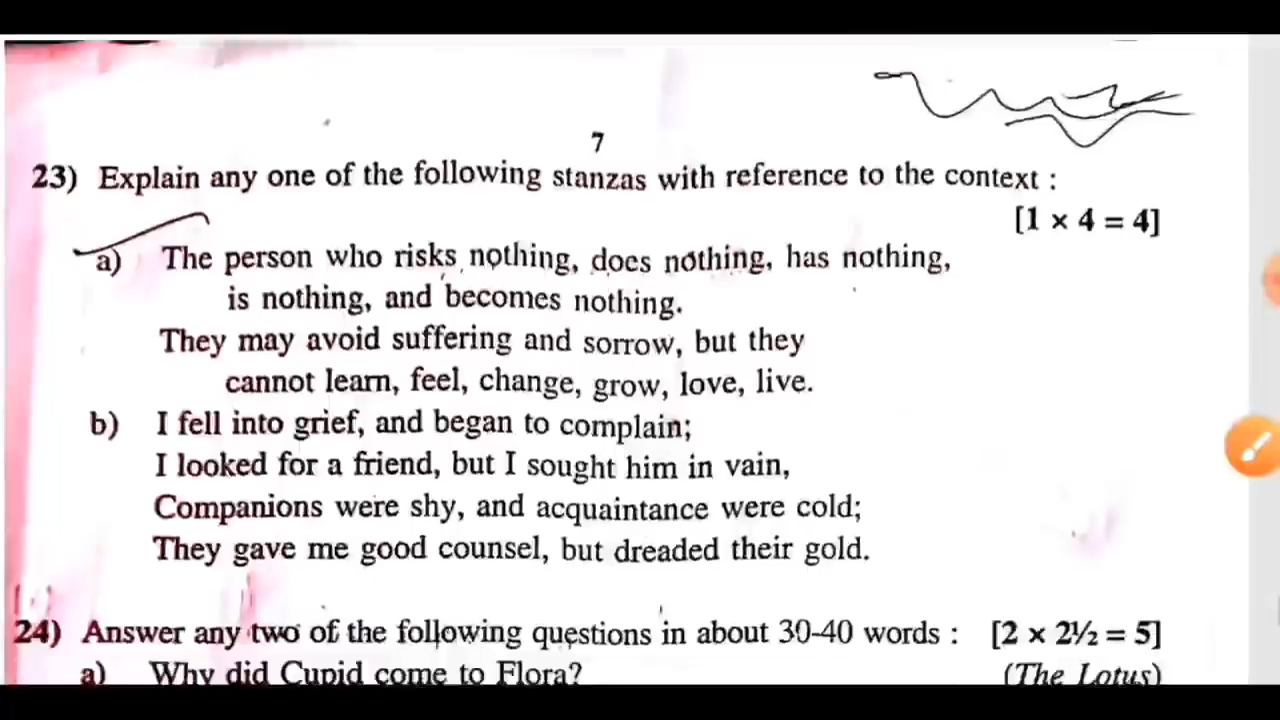 7
23) Explain any one of the following stanzas with reference to the context :
[1 × 4 = 4]
a) The person who risks nothing, does nothing, has nothing,
is nothing, and becomes nothing.
They may avoid suffering and sorrow, but they
cannot learn, feel, change, grow, love, live.
b) I fell into grief, and began to complain;
I looked for a friend, but I sought him in vain,
Companions were shy, and acquaintance were cold;
They gave me good counsel, but dreaded their gold.
24) Answer any two of the following questions in about 30-40 words : [2 × 2½ = 5]
a) Why did Cupid come to Flora? (The Lotus)